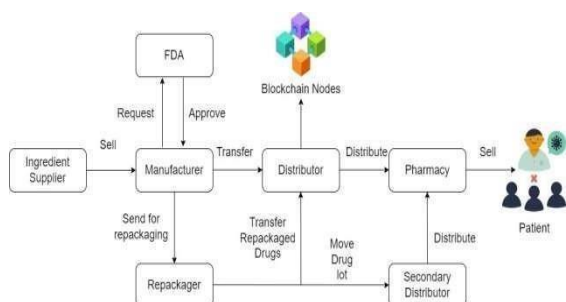 FDA
Blockchain Nodes
Request
Approve
Sell
Transfer
Distribute
Sell
Ingredient
Supplier
Manufacturer
Distributor
Pharmacy
Patient
Send for
repackaging
Transfer
Repackaged
Drugs
Move
Drug
lot
Distribute
Repackager
Secondary
Distributor